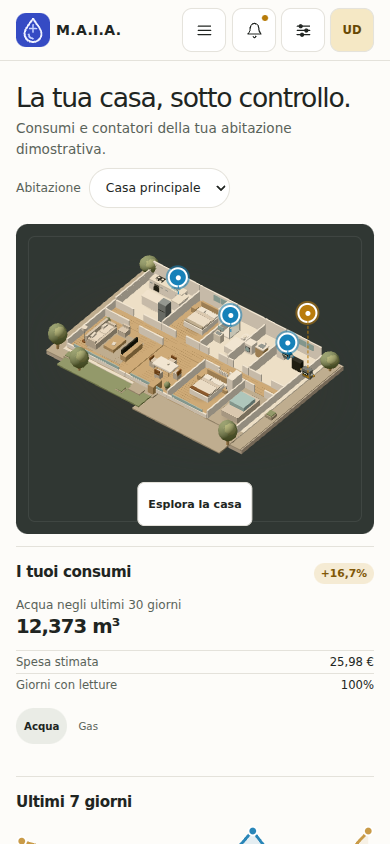 M.A.I.A.
UD
La tua casa, sotto controllo.
Consumi e contatori della tua abitazione
dimostrativa.
Abitazione Casa principale
Esplora la casa
I tuoi consumi +16,7%
Acqua negli ultimi 30 giorni
12,373 m³
Spesa stimata 25,98 €
Giorni con letture 100%
Acqua Gas
Ultimi 7 giorni